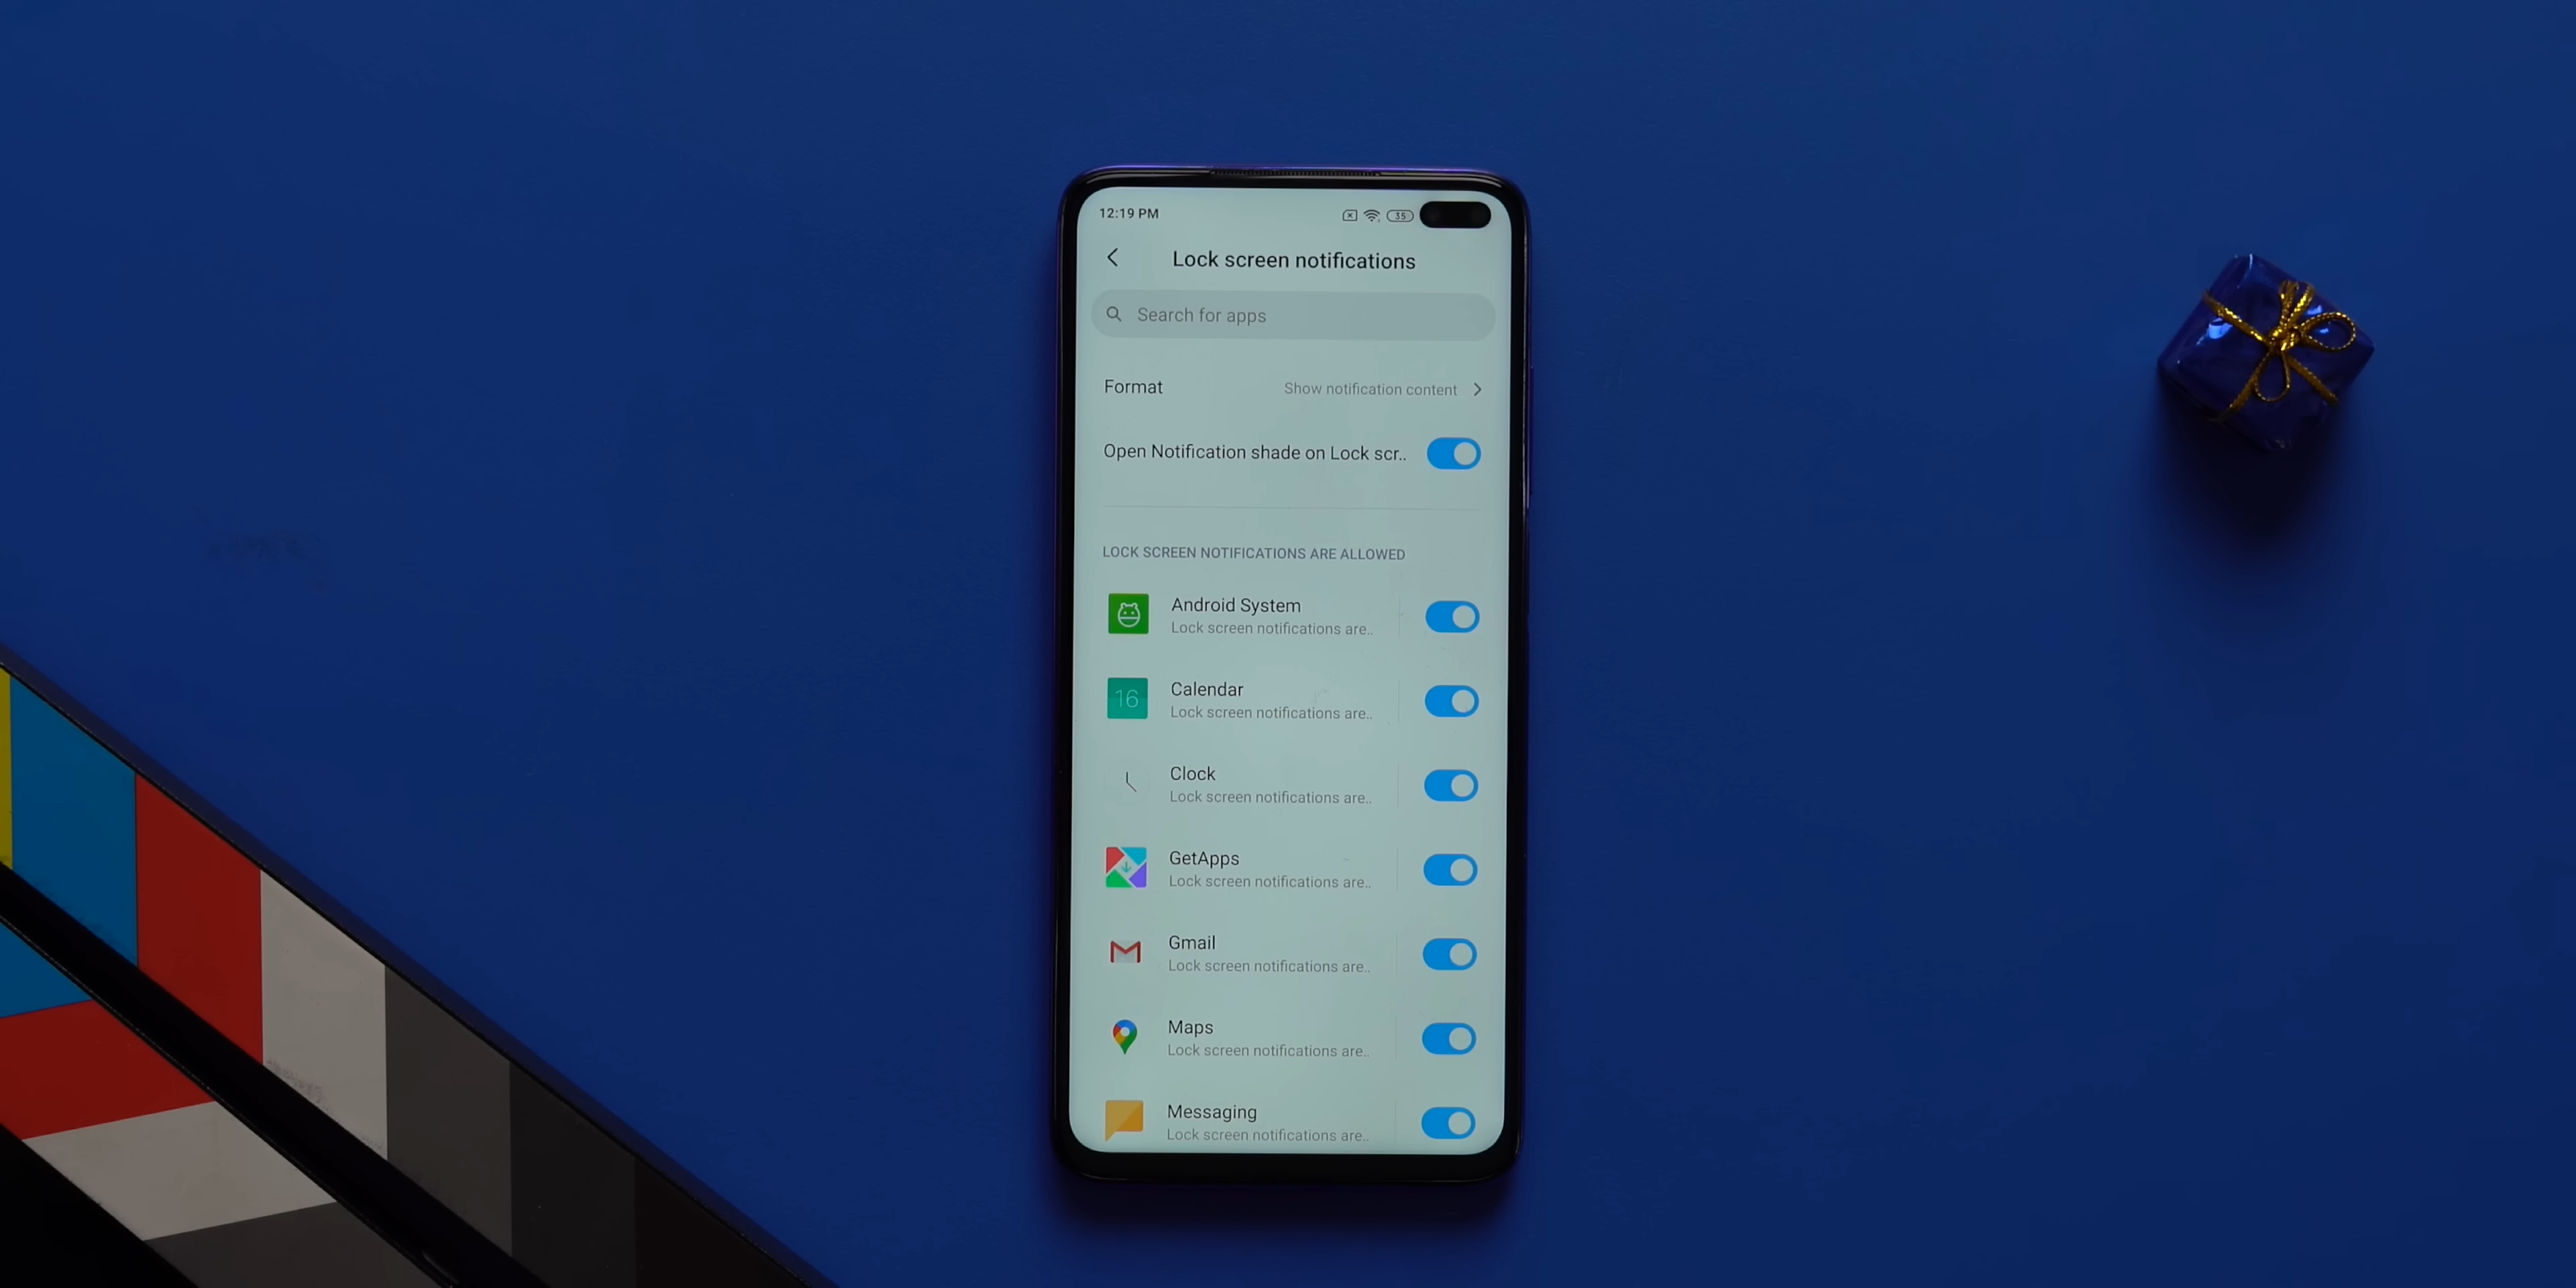 12:19 PM
35
Lock screen notifications
Search for apps
Format
Show notification content
Open Notification shade on Lock scr..
LOCK SCREEN NOTIFICATIONS ARE ALLOWED
Android System
Lock screen notifications are..
16
Calendar
Lock screen notifications are..
Clock
Lock screen notifications are..
GetApps
Lock screen notifications are..
Gmail
Lock screen notifications are..
Maps
Lock screen notifications are..
Messaging
Lock screen notifications are..